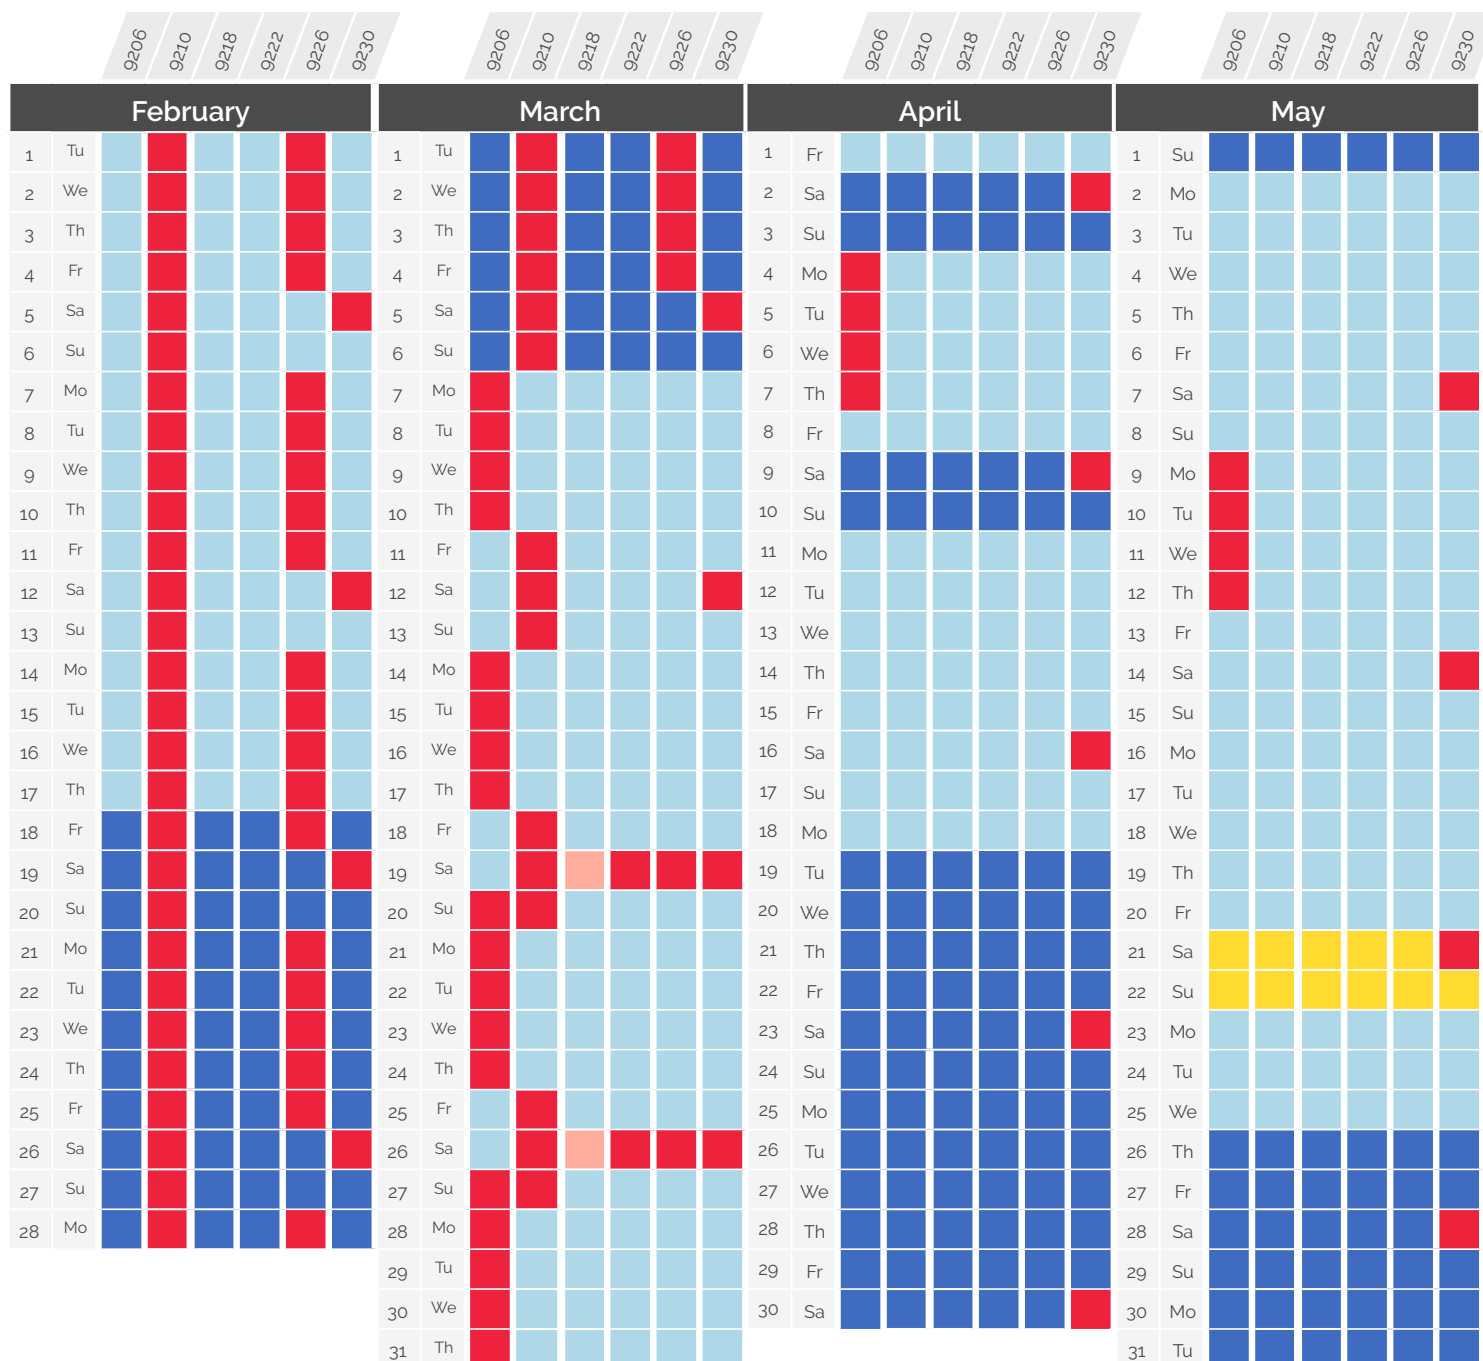 9206 9210 9218 9222 9226 9230 9206 9210 9218 9222 9226 9230 9206 9210 9218 9222 9226 9230 9206 9210 9218 9222 9226 9230
February March April May
1 Tu 1 Tu 1 Fr 1 Su
2 We 2 We 2 Sa 2 Mo
3 Th 3 Th 3 Su 3 Tu
4 Fr 4 Fr 4 Mo 4 We
5 Sa 5 Sa 5 Tu 5 Th
6 Su 6 Su 6 We 6 Fr
7 Mo 7 Mo 7 Th 7 Sa
8 Tu 8 Tu 8 Fr 8 Su
9 We 9 We 9 Sa 9 Mo
10 Th 10 Th 10 Su 10 Tu
11 Fr 11 Fr 11 Mo 11 We
12 Sa 12 Sa 12 Tu 12 Th
13 Su 13 Su 13 We 13 Fr
14 Mo 14 Mo 14 Th 14 Sa
15 Tu 15 Tu 15 Fr 15 Su
16 We 16 We 16 Sa 16 Mo
17 Th 17 Th 17 Su 17 Tu
18 Fr 18 Fr 18 Mo 18 We
19 Sa 19 Sa 19 Tu 19 Th
20 Su 20 Su 20 We 20 Fr
21 Mo 21 Mo 21 Th 21 Sa
22 Tu 22 Tu 22 Fr 22 Su
23 We 23 We 23 Sa 23 Mo
24 Th 24 Th 24 Su 24 Tu
25 Fr 25 Fr 25 Mo 25 We
26 Sa 26 Sa 26 Tu 26 Th
27 Su 27 Su 27 We 27 Fr
28 Mo 28 Mo 28 Th 28 Sa
29 Tu 29 Fr 29 Su
30 We 30 Sa 30 Mo
31 Th 31 Tu